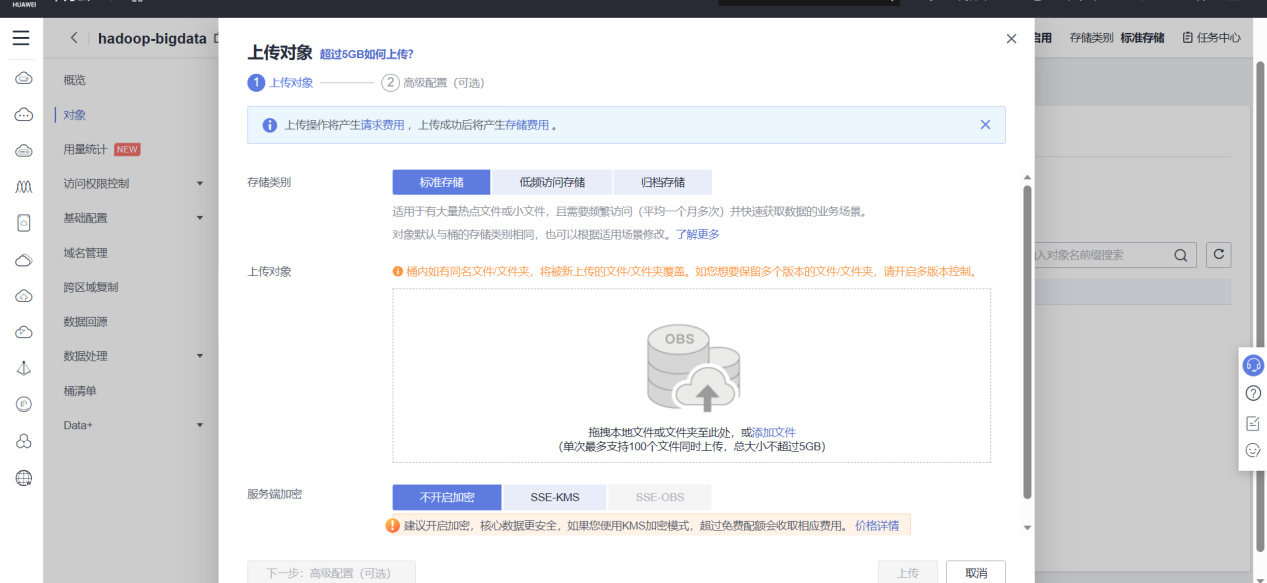 HUAWEI
hadoop-bigdata
概览
对象
用量统计 NEW
访问权限控制
基础配置
域名管理
跨区域复制
数据回源
数据处理
桶清单
Data+
上传对象 超过5GB如何上传?
1 上传对象 2 高级配置（可选）
上传操作将产生请求费用 ，上传成功后将产生存储费用 。
存储类别 标准存储 低频访问存储 归档存储
适用于有大量热点文件或小文件，且需要频繁访问（平均一个月多次）并快速获取数据的业务场景。
对象默认与桶的存储类别相同，也可以根据适用场景修改。了解更多
上传对象 桶内如有同名文件/文件夹，将被新上传的文件/文件夹覆盖。如您想要保留多个版本的文件/文件夹，请开启多版本控制。
OBS
拖拽本地文件或文件夹至此处，或添加文件
(单次最多支持100个文件同时上传，总大小不超过5GB)
服务端加密 不开启加密 SSE-KMS SSE-OBS
建议开启加密，核心数据更安全，如果您使用KMS加密模式，超过免费配额会收取相应费用。 价格详情
下一步：高级配置（可选） 上传 取消
启用 存储类别 标准存储 任务中心
入对象名前缀搜索
IP